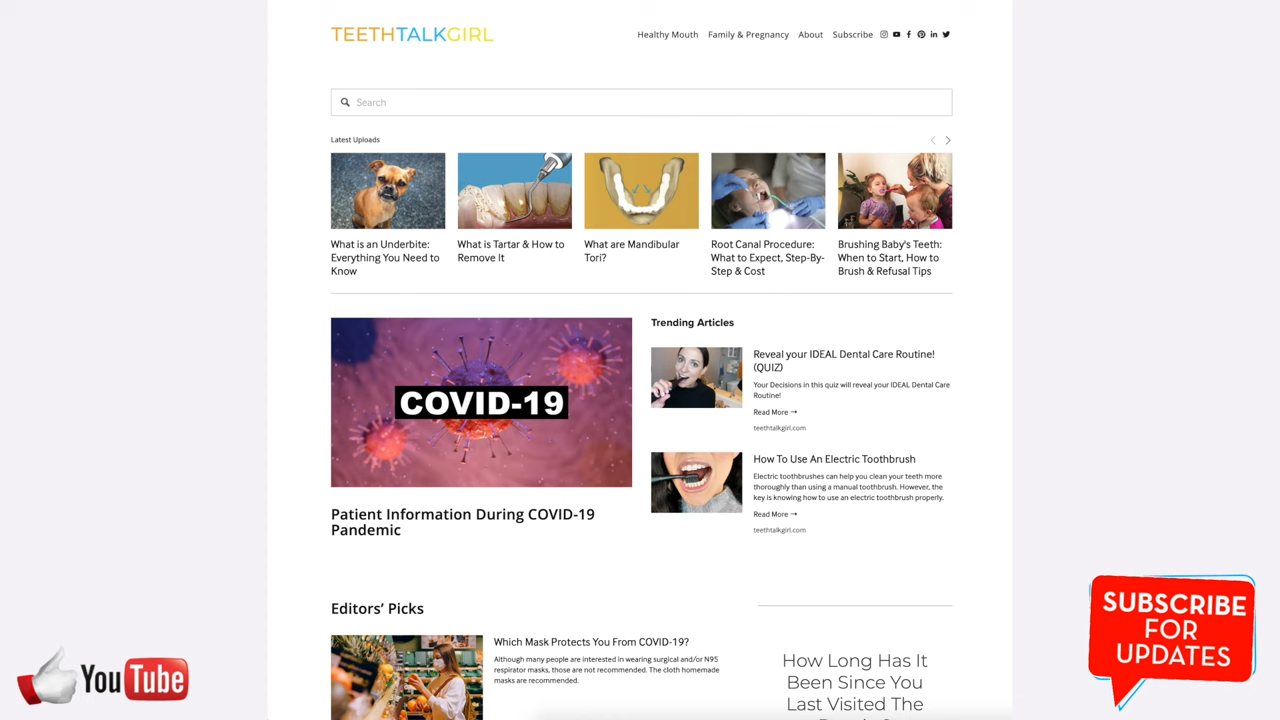 TEETHTALKGIRL
Healthy Mouth Family & Pregnancy About Subscribe
Search
Latest Uploads
What is an Underbite:
Everything You Need to
Know
What is Tartar & How to
Remove It
What are Mandibular
Tori?
Root Canal Procedure:
What to Expect, Step-By-
Step & Cost
Brushing Baby's Teeth:
When to Start, How to
Brush & Refusal Tips
COVID-19
Patient Information During COVID-19
Pandemic
Trending Articles
Reveal your IDEAL Dental Care Routine!
(QUIZ)
Your Decisions in this quiz will reveal your IDEAL Dental Care
Routine!
Read More →
teethtalkgirl.com
How To Use An Electric Toothbrush
Electric toothbrushes can help you clean your teeth more
thoroughly than using a manual toothbrush. However, the
key is knowing how to use an electric toothbrush properly.
Read More →
teethtalkgirl.com
Editors’ Picks
Which Mask Protects You From COVID-19?
Although many people are interested in wearing surgical and/or N95
respirator masks, those are not recommended. The cloth homemade
masks are recommended.
How Long Has It
Been Since You
Last Visited The
YouTube
SUBSCRIBE
FOR
UPDATES